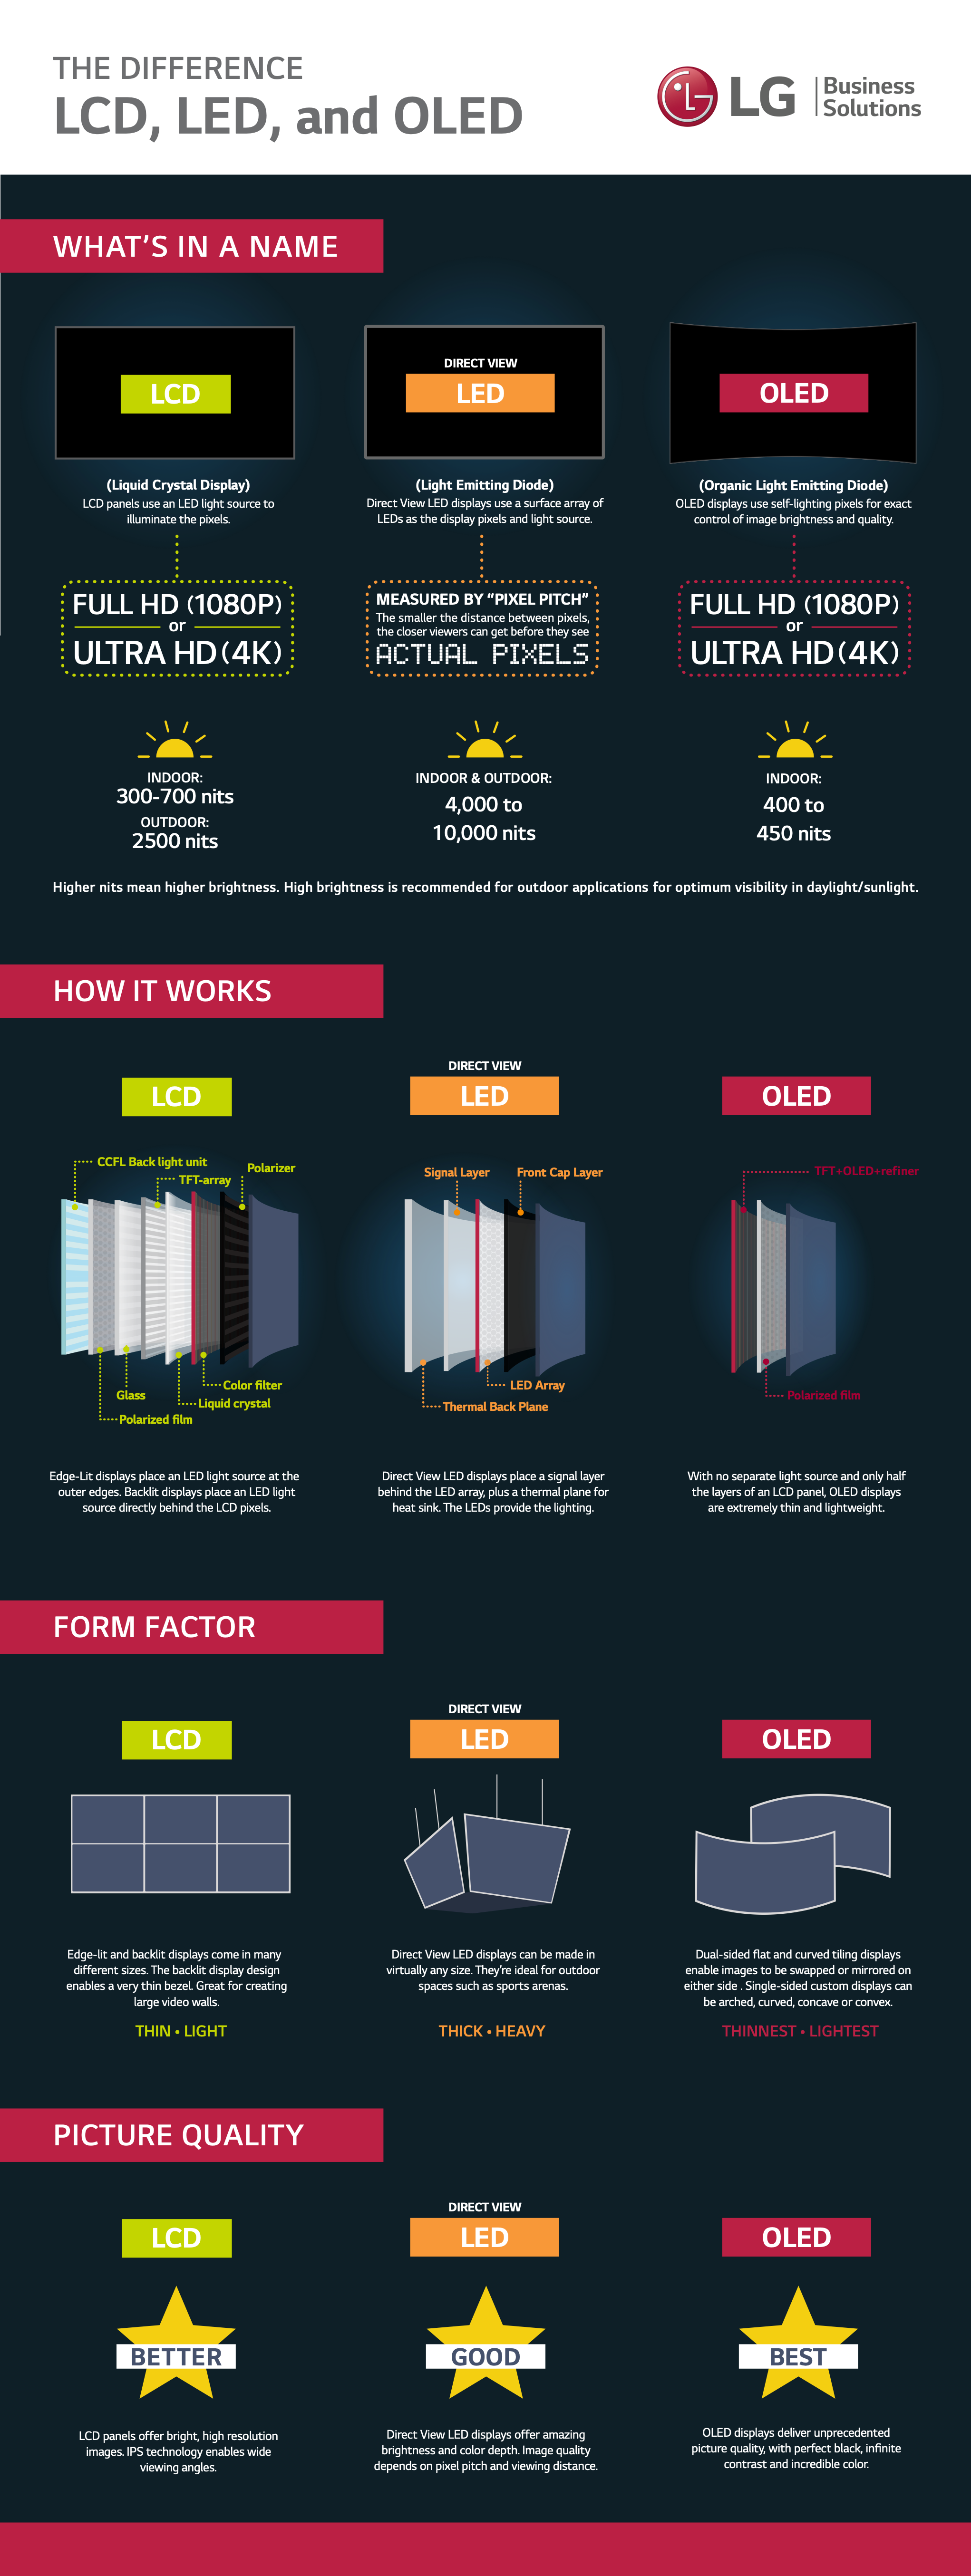 THE DIFFERENCE
LCD, LED, and OLED
LG
Business
Solutions
WHAT'S IN A NAME
LCD
(Liquid Crystal Display)
LCD panels use an LED light source to
illuminate the pixels.
FULL HD (1080P)
or
ULTRA HD (4K)
INDOOR:
300-700 nits
OUTDOOR:
2500 nits
DIRECT VIEW
LED
(Light Emitting Diode)
Direct View LED displays use a surface array of
LEDs as the display pixels and light source.
MEASURED BY “PIXEL PITCH”
The smaller the distance between pixels,
the closer viewers can get before they see
ACTUAL PIXELS
INDOOR & OUTDOOR:
4,000 to
10,000 nits
OLED
(Organic Light Emitting Diode)
OLED displays use self-lighting pixels for exact
control of image brightness and quality.
FULL HD (1080P)
or
ULTRA HD (4K)
INDOOR:
400 to
450 nits
Higher nits mean higher brightness. High brightness is recommended for outdoor applications for optimum visibility in daylight/sunlight.
HOW IT WORKS
LCD
CCFL Back light unit
TFT-array
Polarizer
Color filter
Glass
Liquid crystal
Polarized film
Edge-Lit displays place an LED light source at the
outer edges. Backlit displays place an LED light
source directly behind the LCD pixels.
DIRECT VIEW
LED
Signal Layer
Front Cap Layer
LED Array
Thermal Back Plane
Direct View LED displays place a signal layer
behind the LED array, plus a thermal plane for
heat sink. The LEDs provide the lighting.
OLED
TFT+OLED+refiner
Polarized film
With no separate light source and only half
the layers of an LCD panel, OLED displays
are extremely thin and lightweight.
FORM FACTOR
LCD
Edge-lit and backlit displays come in many
different sizes. The backlit display design
enables a very thin bezel. Great for creating
large video walls.
THIN • LIGHT
DIRECT VIEW
LED
Direct View LED displays can be made in
virtually any size. They're ideal for outdoor
spaces such as sports arenas.
THICK • HEAVY
OLED
Dual-sided flat and curved tiling displays
enable images to be swapped or mirrored on
either side . Single-sided custom displays can
be arched, curved, concave or convex.
THINNEST • LIGHTEST
PICTURE QUALITY
LCD
BETTER
LCD panels offer bright, high resolution
images. IPS technology enables wide
viewing angles.
DIRECT VIEW
LED
GOOD
Direct View LED displays offer amazing
brightness and color depth. Image quality
depends on pixel pitch and viewing distance.
OLED
BEST
OLED displays deliver unprecedented
picture quality, with perfect black, infinite
contrast and incredible color.